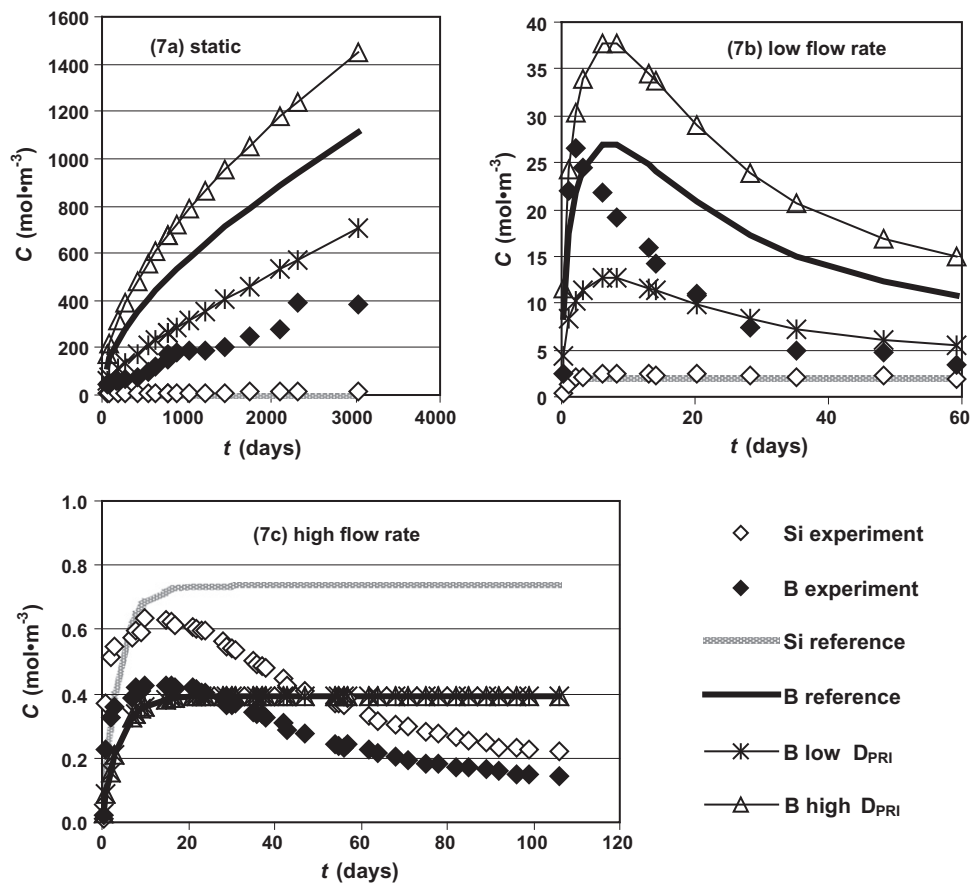 (7a) static
1600
1400
1200
1000
800
600
400
200
0
C (mol•m-3)
0 1000 2000 3000 4000
t (days)
(7b) low flow rate
40
35
30
25
20
15
10
5
0
C (mol•m-3)
0 20 40 60
t (days)
(7c) high flow rate
1.0
0.8
0.6
0.4
0.2
0.0
C (mol•m-3)
0 20 40 60 80 100 120
t (days)
Si experiment
B experiment
Si reference
B reference
B low DPRI
B high DPRI